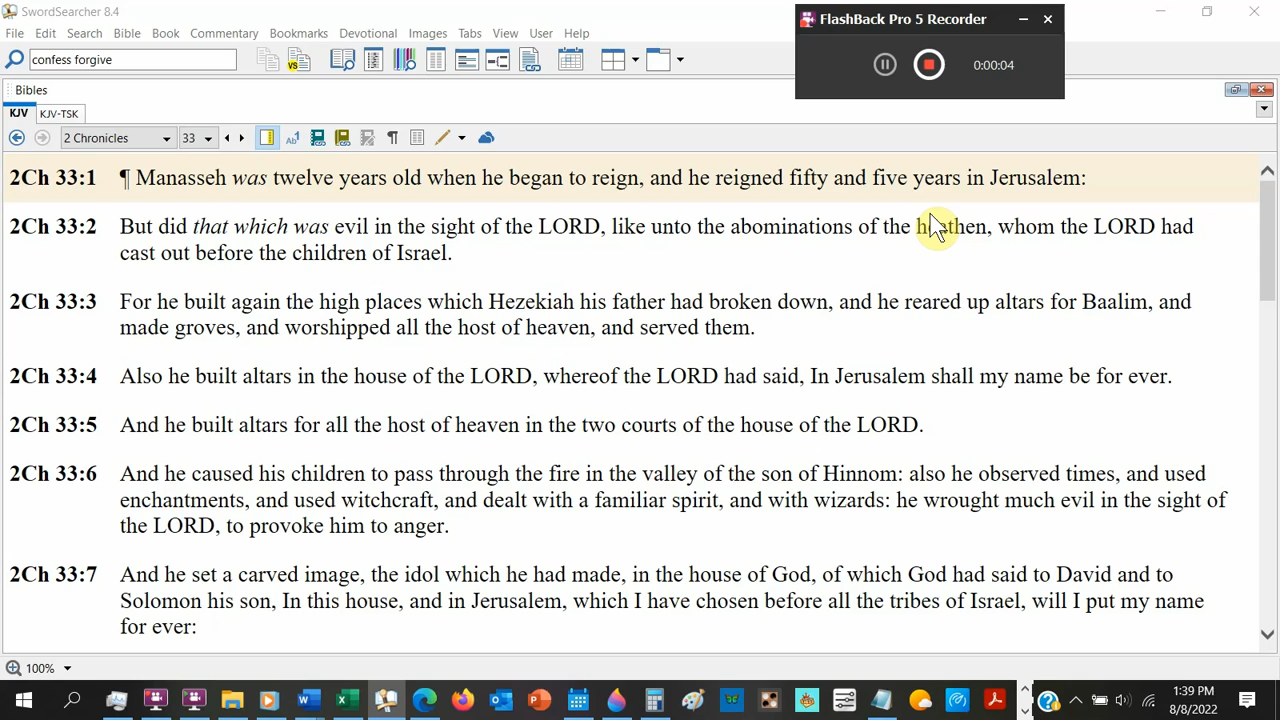 SwordSearcher 8.4
FlashBack Pro 5 Recorder
File Edit Search Bible Book Commentary Bookmarks Devotional Images Tabs View User Help
confess forgive
0:00:04
Bibles
KJV KJV-TSK
2 Chronicles 33
2Ch 33:1 ¶ Manasseh was twelve years old when he began to reign, and he reigned fifty and five years in Jerusalem:
2Ch 33:2 But did that which was evil in the sight of the LORD, like unto the abominations of the heathen, whom the LORD had
cast out before the children of Israel.
2Ch 33:3 For he built again the high places which Hezekiah his father had broken down, and he reared up altars for Baalim, and
made groves, and worshipped all the host of heaven, and served them.
2Ch 33:4 Also he built altars in the house of the LORD, whereof the LORD had said, In Jerusalem shall my name be for ever.
2Ch 33:5 And he built altars for all the host of heaven in the two courts of the house of the LORD.
2Ch 33:6 And he caused his children to pass through the fire in the valley of the son of Hinnom: also he observed times, and used
enchantments, and used witchcraft, and dealt with a familiar spirit, and with wizards: he wrought much evil in the sight of
the LORD, to provoke him to anger.
2Ch 33:7 And he set a carved image, the idol which he had made, in the house of God, of which God had said to David and to
Solomon his son, In this house, and in Jerusalem, which I have chosen before all the tribes of Israel, will I put my name
for ever:
100%
1:39 PM
8/8/2022